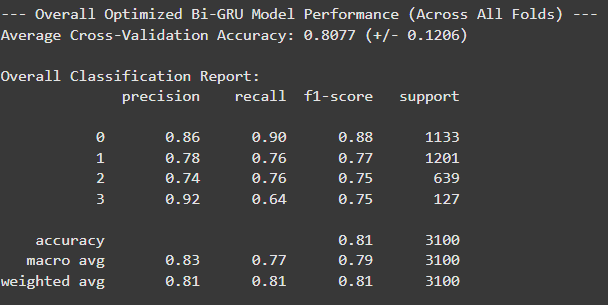 --- Overall Optimized Bi-GRU Model Performance (Across All Folds) ---
Average Cross-Validation Accuracy: 0.8077 (+/- 0.1206)
Overall Classification Report:
precision recall f1-score support
0 0.86 0.90 0.88 1133
1 0.78 0.76 0.77 1201
2 0.74 0.76 0.75 639
3 0.92 0.64 0.75 127
accuracy 0.81 3100
macro avg 0.83 0.77 0.79 3100
weighted avg 0.81 0.81 0.81 3100